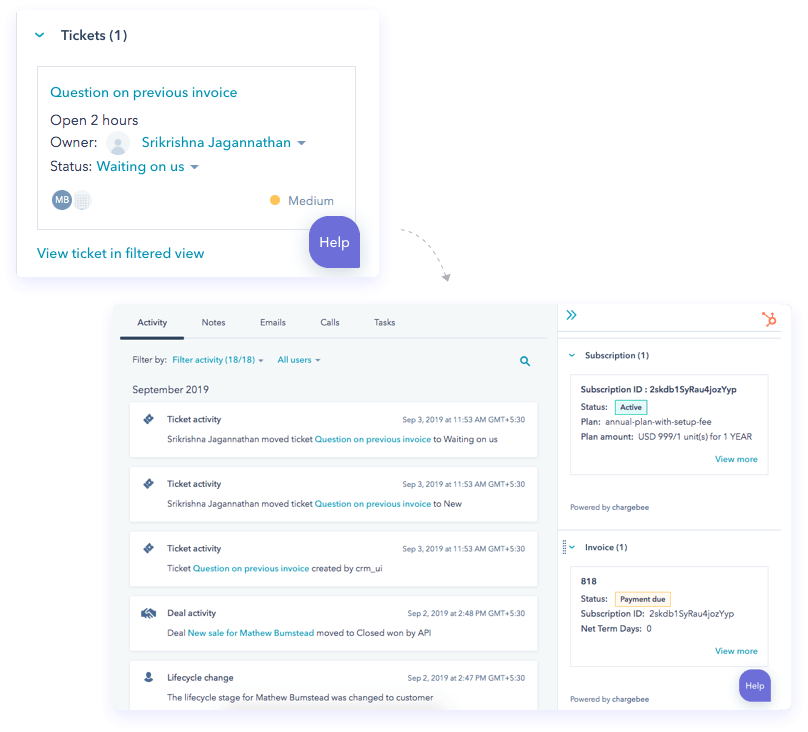 Tickets (1)
Question on previous invoice
Open 2 hours
Owner: Srikrishna Jagannathan
Status: Waiting on us
MB Medium
View ticket in filtered view
Help
Activity Notes Emails Calls Tasks
Filter by: Filter activity (18/18) All users
September 2019
Ticket activity Sep 3, 2019 at 11:53 AM GMT+5:30
Srikrishna Jagannathan moved ticket Question on previous invoice to Waiting on us
Ticket activity Sep 3, 2019 at 11:53 AM GMT+5:30
Srikrishna Jagannathan moved ticket Question on previous invoice to New
Ticket activity Sep 3, 2019 at 11:53 AM GMT+5:30
Ticket Question on previous invoice created by crm_ui
Deal activity Sep 2, 2019 at 2:48 PM GMT+5:30
Deal New sale for Mathew Bumstead moved to Closed won by API
Lifecycle change Sep 2, 2019 at 2:47 PM GMT+5:30
The lifecycle stage for Mathew Bumstead was changed to customer
Subscription (1)
Subscription ID : 2skdb1SyRau4jozYyp
Status: Active
Plan: annual-plan-with-setup-fee
Plan amount: USD 999/1 unit(s) for 1 YEAR
View more
Powered by chargebee
Invoice (1)
818
Status: Payment due
Subscription ID: 2skdb1SyRau4jozYyp
Net Term Days: 0
View more
Help
Powered by chargebee